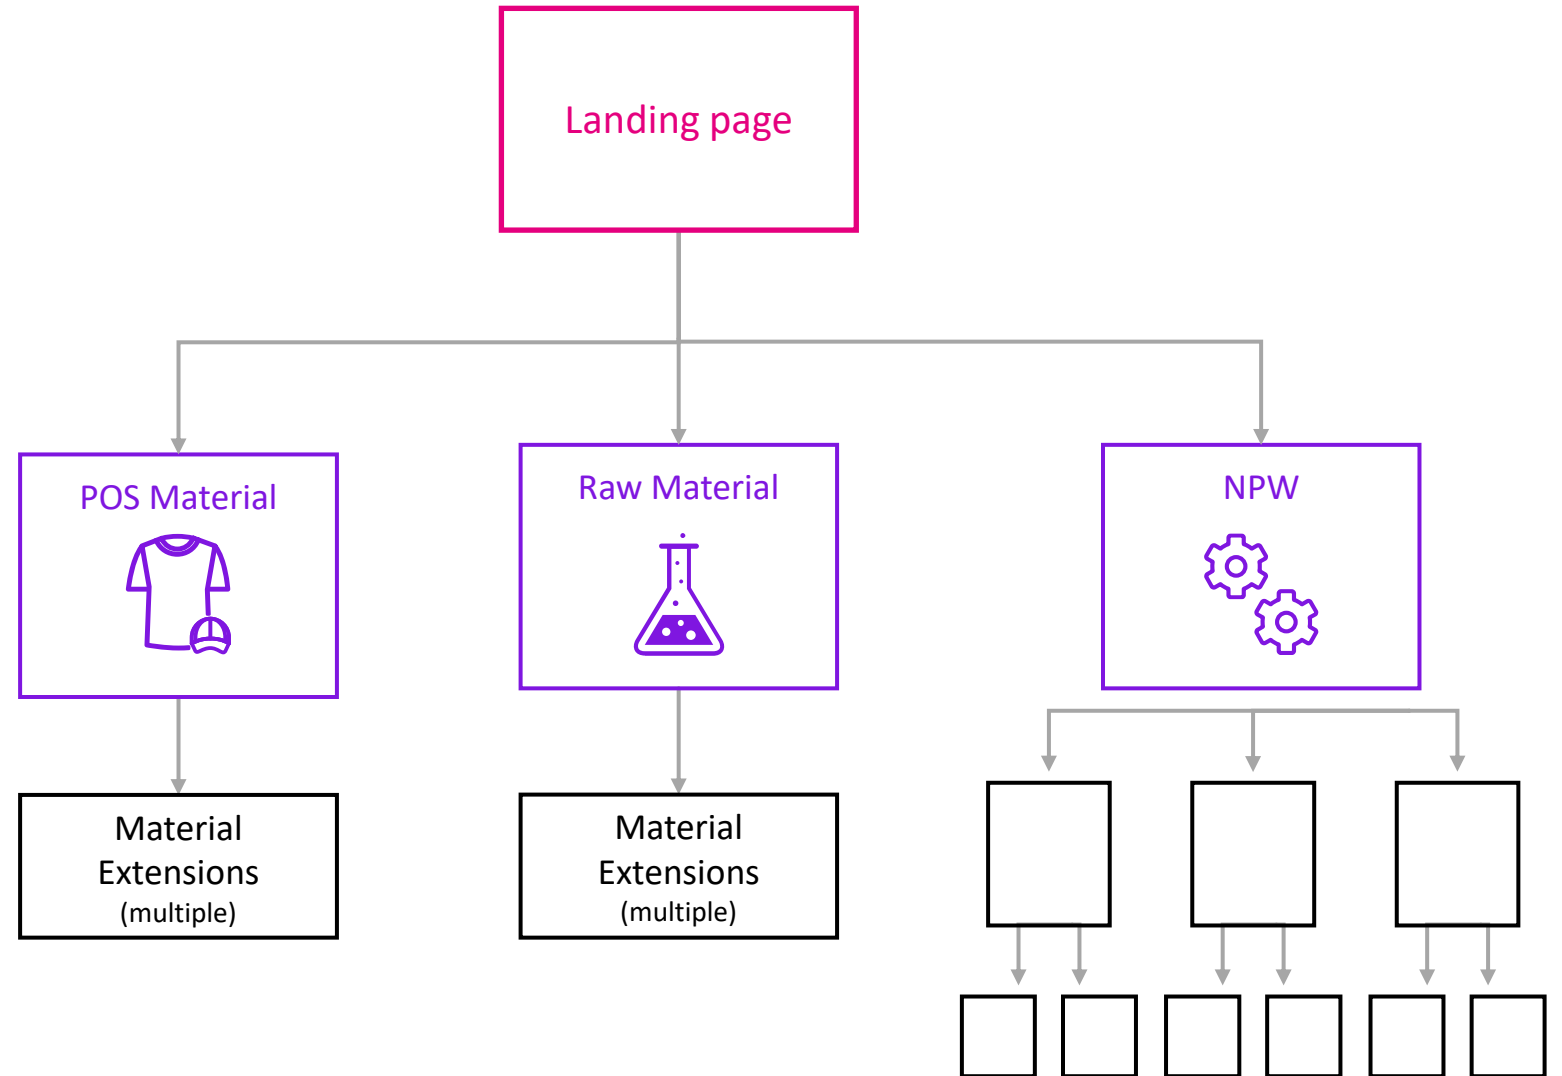 Landing page
POS Material
Raw Material
NPW
Material
Extensions
(multiple)
Material
Extensions
(multiple)